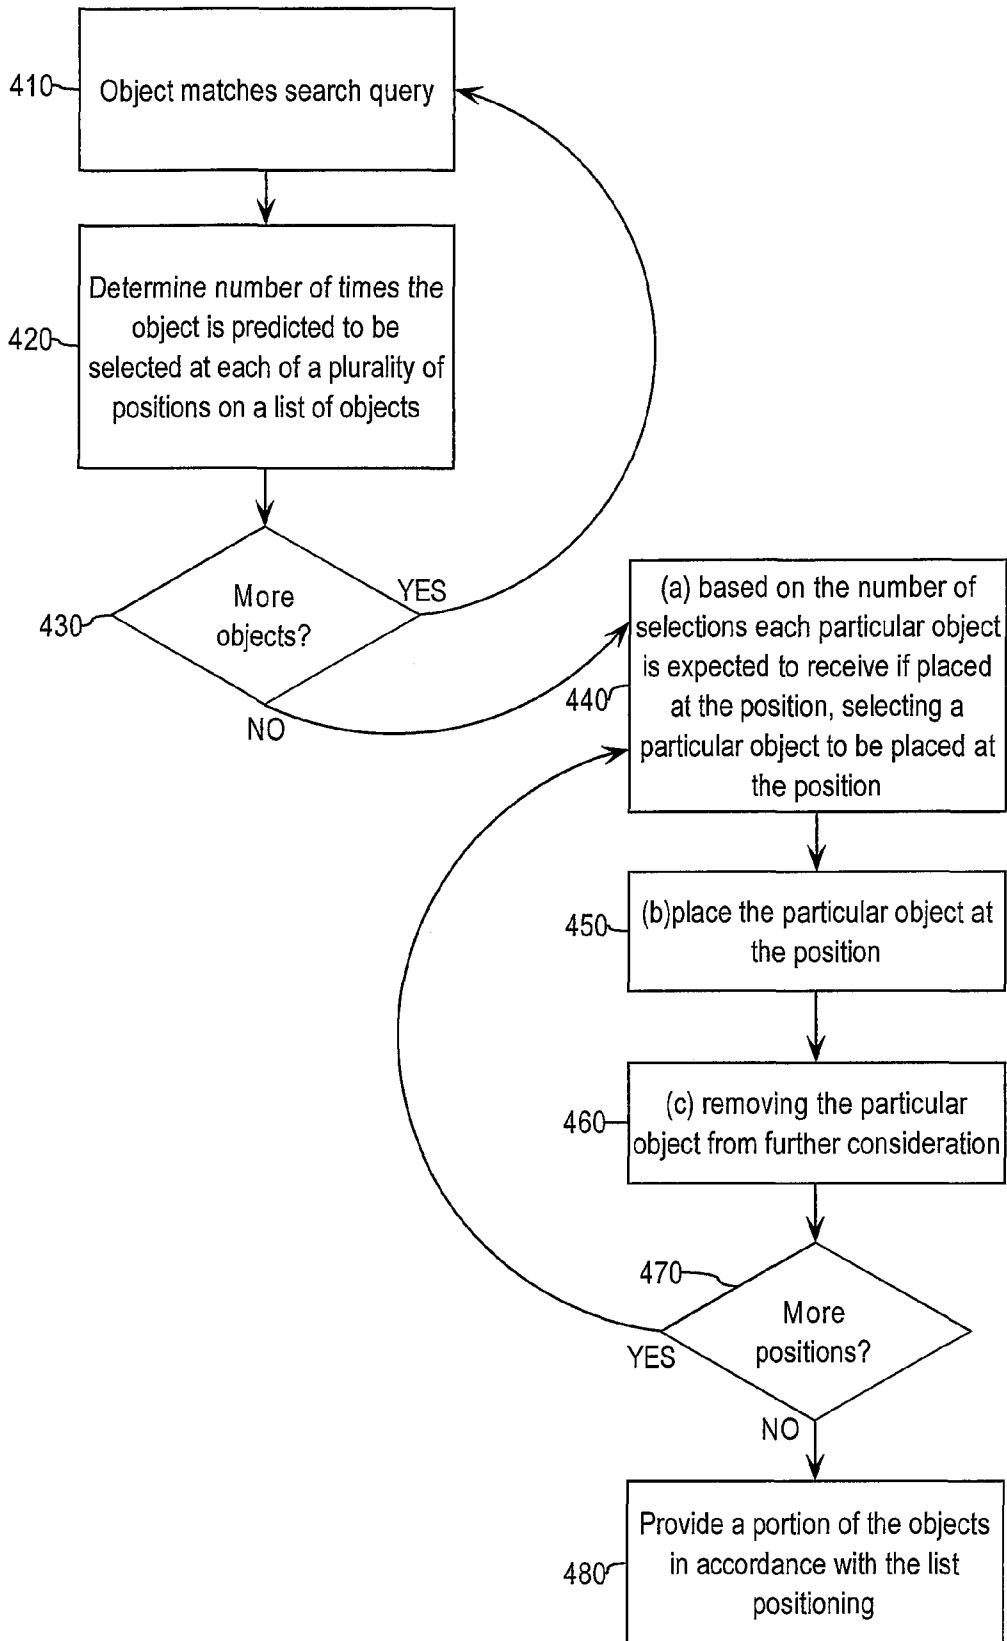 410
Object matches search query
420
Determine number of times the
object is predicted to be
selected at each of a plurality of
positions on a list of objects
430
More
objects?
YES
NO
440
(a) based on the number of
selections each particular object
is expected to receive if placed
at the position, selecting a
particular object to be placed at
the position
450
(b)place the particular object at
the position
460
(c) removing the particular
object from further consideration
470
More
positions?
YES
NO
480
Provide a portion of the objects
in accordance with the list
positioning